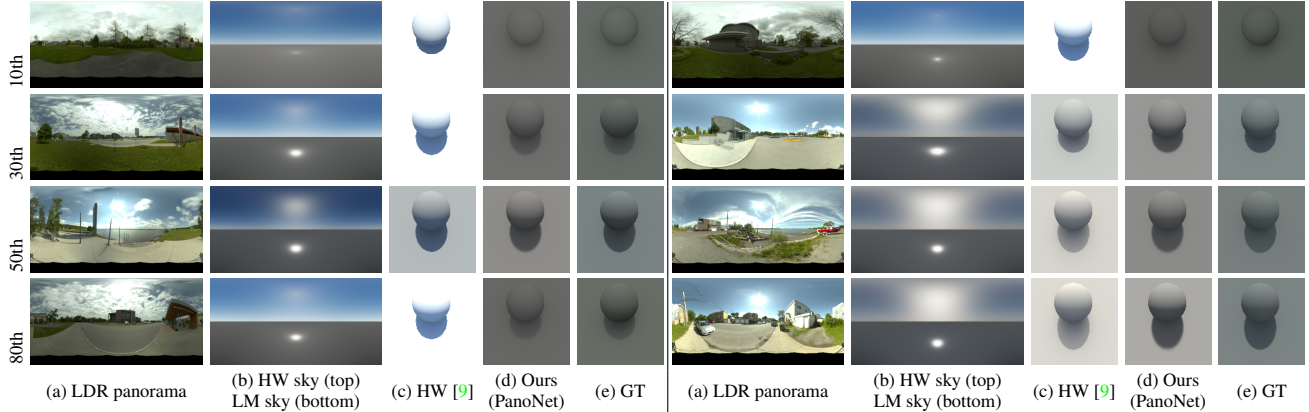 10th
30th
50th
80th
(a) LDR panorama
(b) HW sky (top)
LM sky (bottom)
(c) HW [9]
(d) Ours
(PanoNet)
(e) GT
(a) LDR panorama
(b) HW sky (top)
LM sky (bottom)
(c) HW [9]
(d) Ours
(PanoNet)
(e) GT